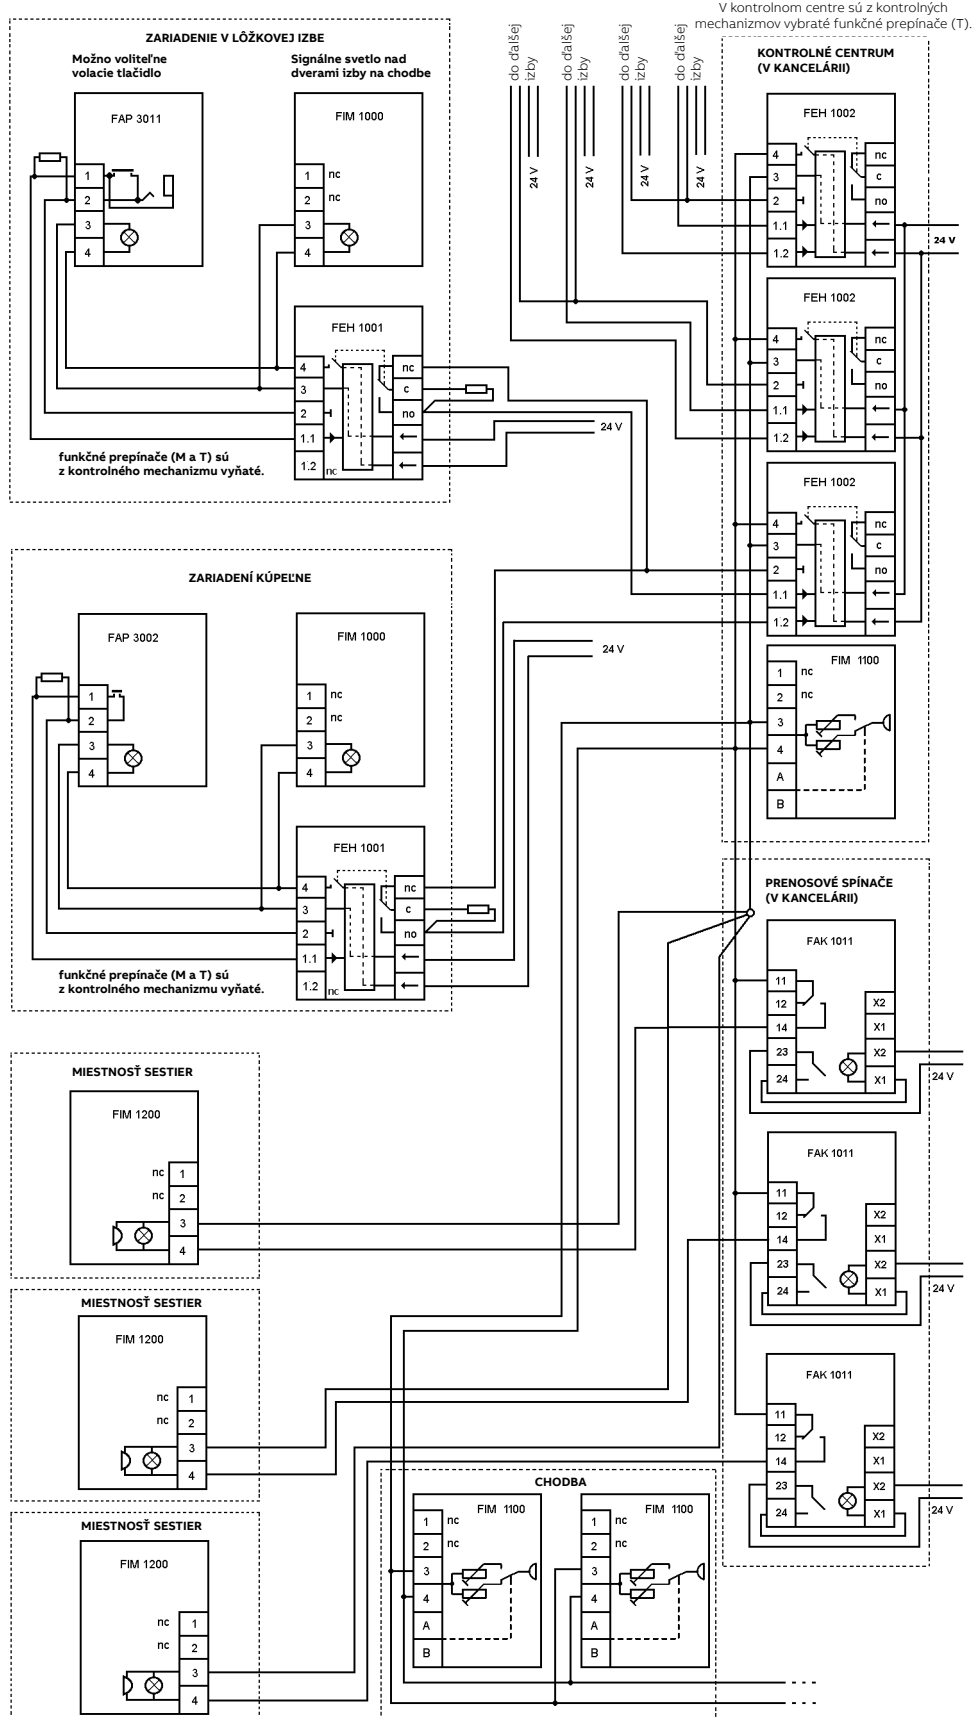 V kontrolnom centre sú z kontrolných
mechanizmov vybraté funkčné prepínače (T).
ZARIADENIE V LÔŽKOVEJ IZBE
Možno voliteľne
volacie tlačidlo
Signálne svetlo nad
dverami izby na chodbe
FAP 3011
1
2
3
4
FIM 1000
1 nc
2 nc
3
4
FEH 1001
4 nc
3 c
2 no
1.1
1.2 nc
24 V
funkčné prepínače (M a T) sú
z kontrolného mechanizmu vyňaté.
do ďalšej
izby
24 V
do ďalšej
izby
24 V
do ďalšej
izby
24 V
do ďalšej
izby
24 V
KONTROLNÉ CENTRUM
(V KANCELÁRII)
FEH 1002
4 nc
3 c
2 no
1.1
1.2
24 V
FEH 1002
4 nc
3 c
2 no
1.1
1.2
FEH 1002
4 nc
3 c
2 no
1.1
1.2
FIM 1100
1 nc
2 nc
3
4
A
B
ZARIADENÍ KÚPEĽNE
FAP 3002
1
2
3
4
FIM 1000
1 nc
2 nc
3
4
FEH 1001
4 nc
3 c
2 no
1.1
1.2 nc
24 V
funkčné prepínače (M a T) sú
z kontrolného mechanizmu vyňaté.
PRENOSOVÉ SPÍNAČE
(V KANCELÁRII)
FAK 1011
11
12 X2
14 X1
23 X2
24 X1
24 V
FAK 1011
11
12 X2
14 X1
23 X2
24 X1
24 V
FAK 1011
11
12 X2
14 X1
23 X2
24 X1
24 V
MIESTNOSŤ SESTIER
FIM 1200
nc 1
nc 2
3
4
MIESTNOSŤ SESTIER
FIM 1200
nc 1
nc 2
3
4
MIESTNOSŤ SESTIER
FIM 1200
nc 1
nc 2
3
4
CHODBA
FIM 1100
1 nc
2 nc
3
4
A
B
FIM 1100
1 nc
2 nc
3
4
A
B